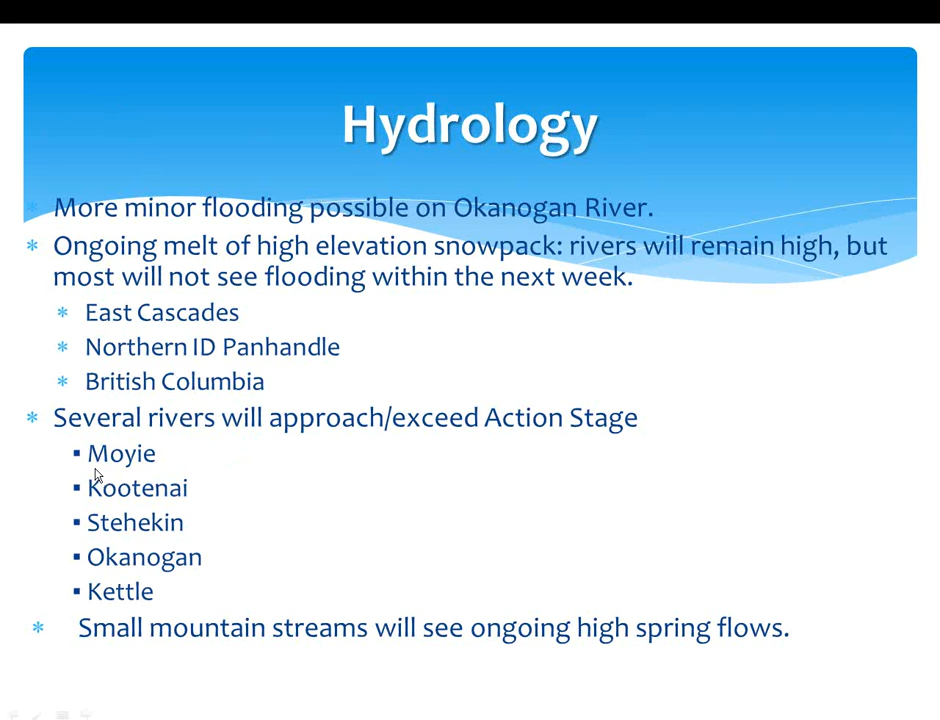 Hydrology
* More minor flooding possible on Okanogan River.
* Ongoing melt of high elevation snowpack: rivers will remain high, but
most will not see flooding within the next week.
* East Cascades
* Northern ID Panhandle
* British Columbia
* Several rivers will approach/exceed Action Stage
▪ Moyie
▪ Kootenai
▪ Stehekin
▪ Okanogan
▪ Kettle
* Small mountain streams will see ongoing high spring flows.